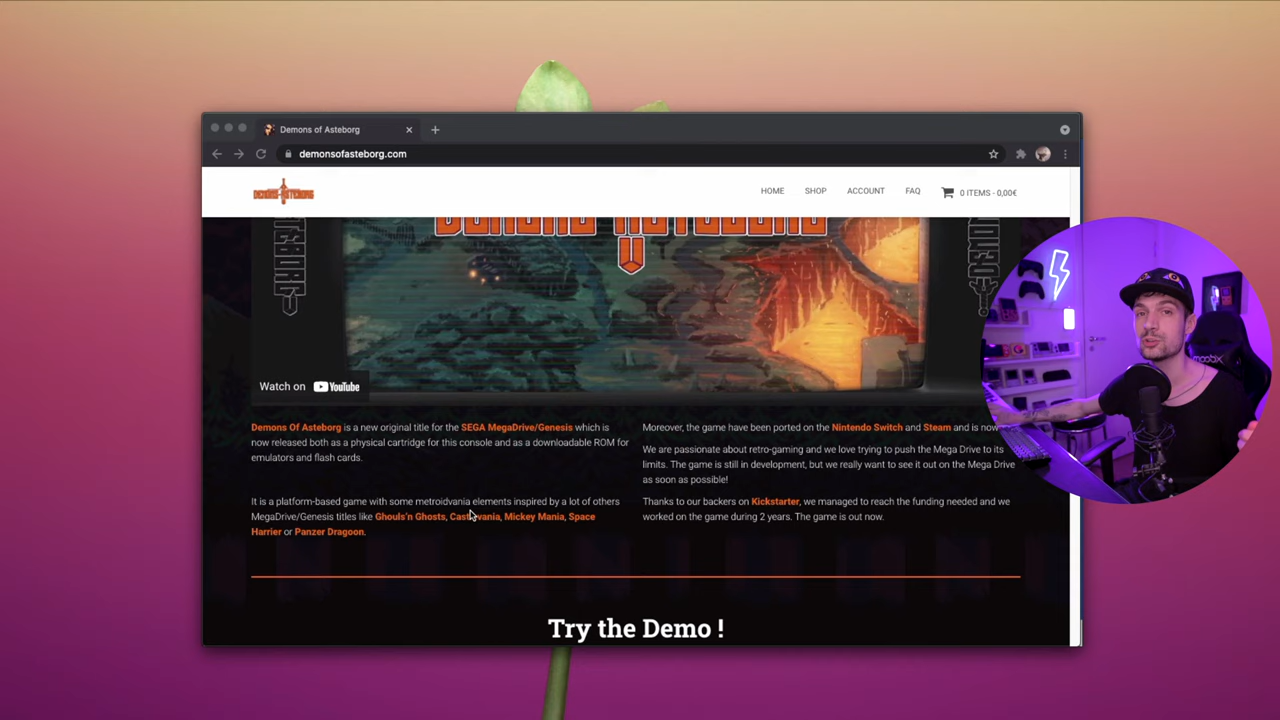 Demons of Asteborg
demonsofasteborg.com
DEMONS ASTEBORG
HOME
SHOP
ACCOUNT
FAQ
0 ITEMS - 0,00€
Watch on YouTube
Demons Of Asteborg is a new original title for the SEGA MegaDrive/Genesis which is
now released both as a physical cartridge for this console and as a downloadable ROM for
emulators and flash cards.
It is a platform-based game with some metroidvania elements inspired by a lot of others
MegaDrive/Genesis titles like Ghouls'n Ghosts, Castlevania, Mickey Mania, Space
Harrier or Panzer Dragoon.
Moreover, the game have been ported on the Nintendo Switch and Steam and is now
We are passionate about retro-gaming and we love trying to push the Mega Drive to its
limits. The game is still in development, but we really want to see it out on the Mega Drive
as soon as possible!
Thanks to our backers on Kickstarter, we managed to reach the funding needed and we
worked on the game during 2 years. The game is out now.
Try the Demo !